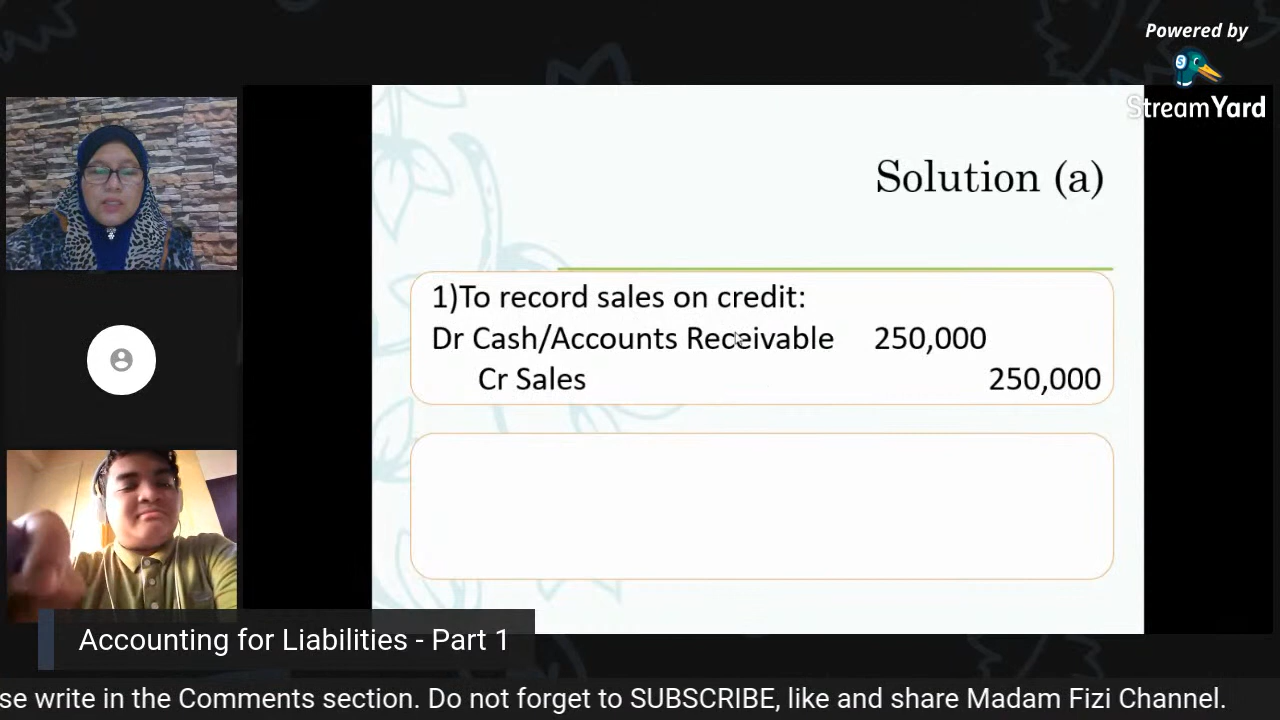 Powered by
StreamYard
Solution (a)
1)To record sales on credit:
Dr Cash/Accounts Receivable 250,000
Cr Sales 250,000
Accounting for Liabilities - Part 1
se write in the Comments section. Do not forget to SUBSCRIBE, like and share Madam Fizi Channel.